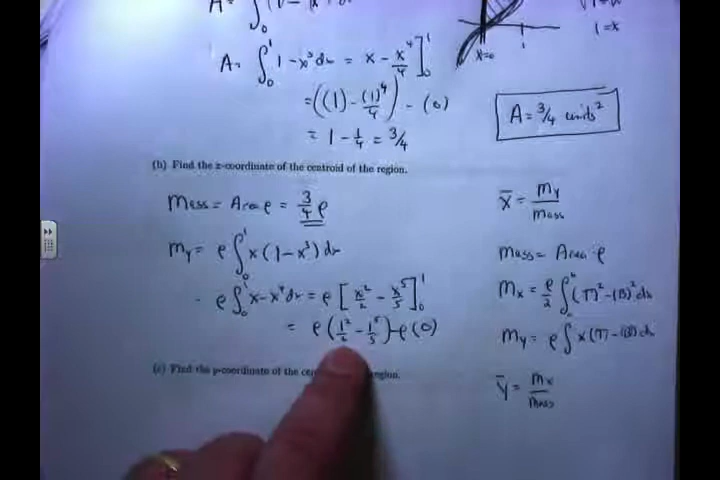 A = ∫₀¹
1 = x
x=0
1
A = ∫₀¹ 1 - x³ dx = x - x⁴/4 ]₀¹
= ((1) - (1)⁴/4) - (0)
A = 3/4 units²
= 1 - 1/4 = 3/4
(b) Find the x-coordinate of the centroid of the region.
Mass = Area ρ = 3/4 ρ
x̄ = My/mass
My = ρ ∫₀¹ x (1 - x³) dx
mass = Area · ρ
= ρ ∫₀¹ x - x⁴ dx = ρ [ x²/2 - x⁵/5 ]₀¹
Mx = ρ/2 ∫ (T)² - (B)² dx
= ρ (1²/2 - 1⁵/5) - ρ (0)
My = ρ ∫ x (T) - (B) dx
(c) Find the y-coordinate of the region.
ȳ = Mx/mass